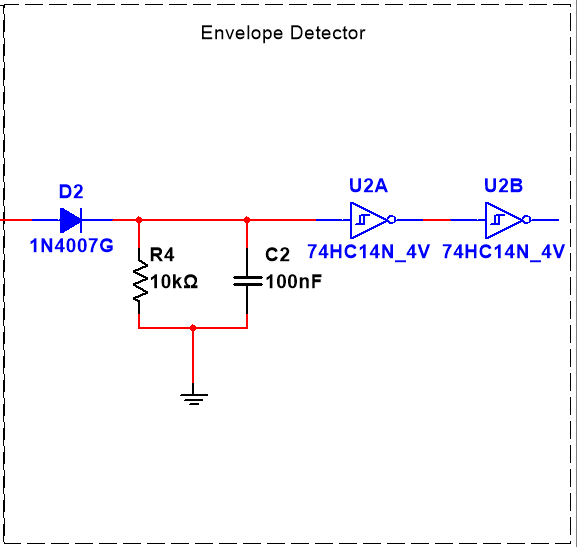 Envelope Detector
D2
1N4007G
R4
10kΩ
C2
100nF
U2A
74HC14N_4V
U2B
74HC14N_4V